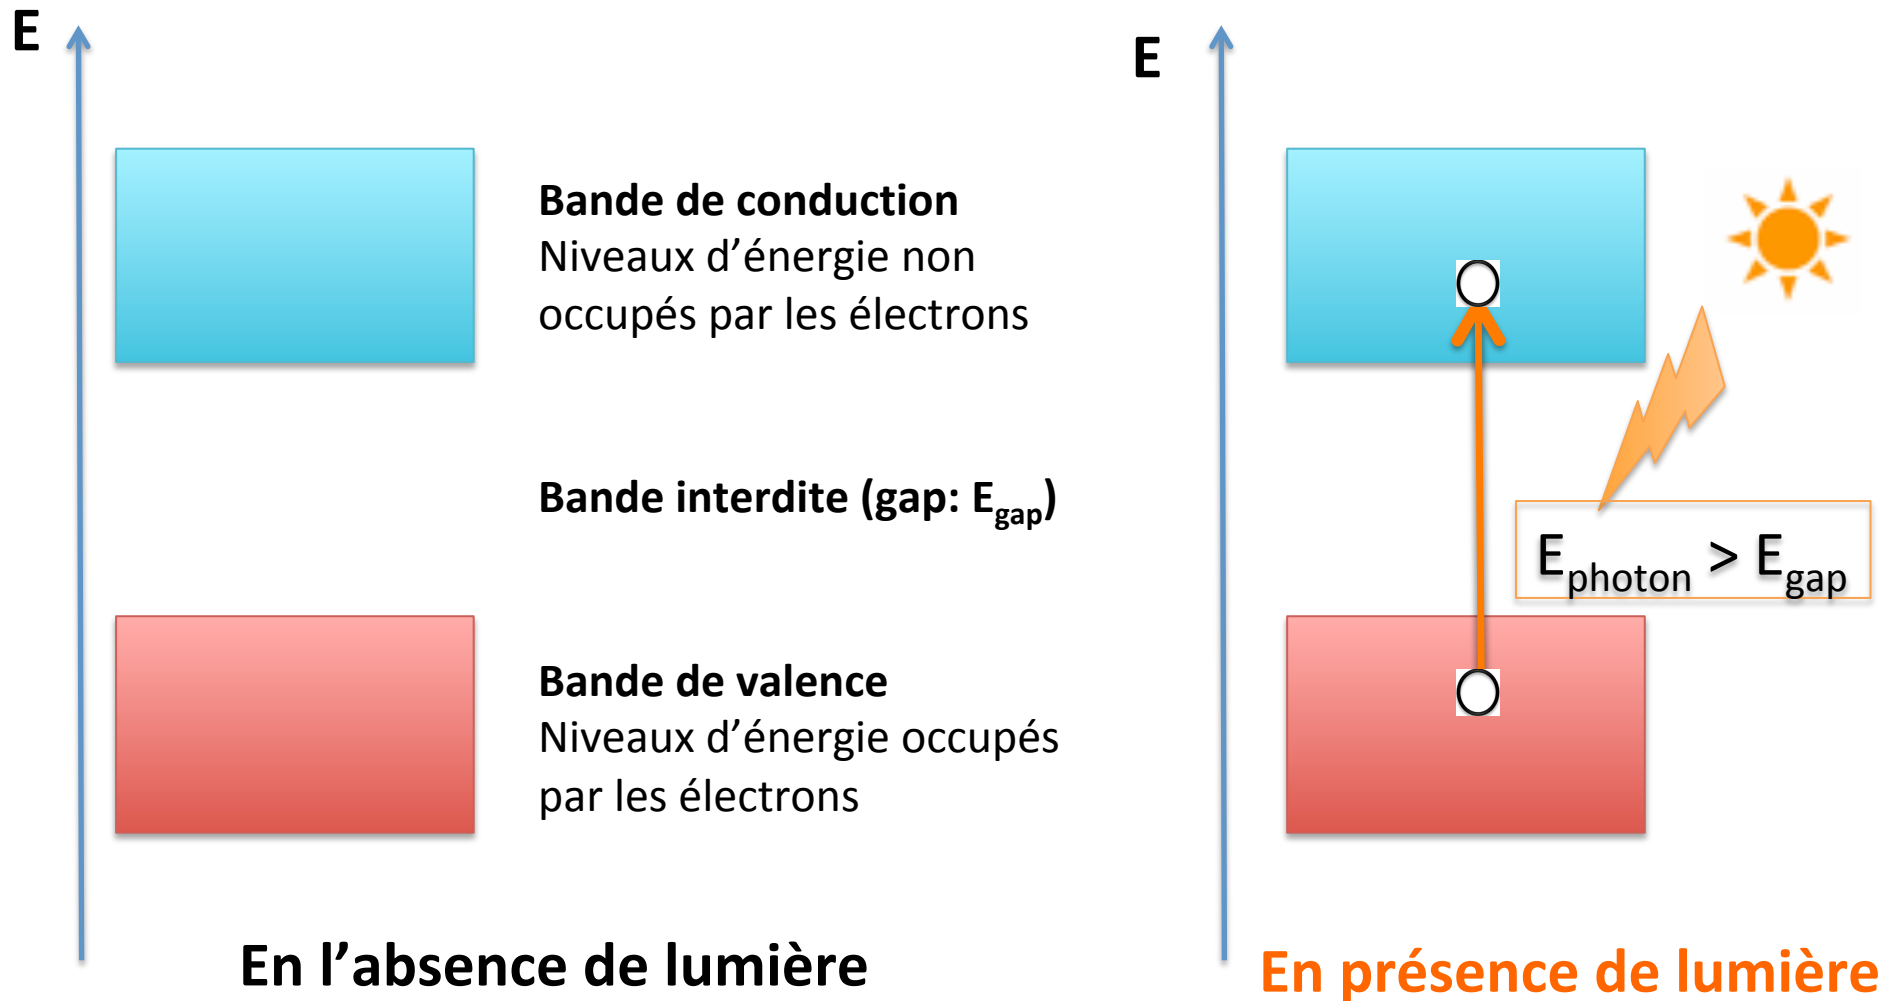 E
Bande de conduction
Niveaux d’énergie non
occupés par les électrons
Bande interdite (gap: Egap)
Bande de valence
Niveaux d’énergie occupés
par les électrons
En l’absence de lumière
E
Ephoton > Egap
En présence de lumière